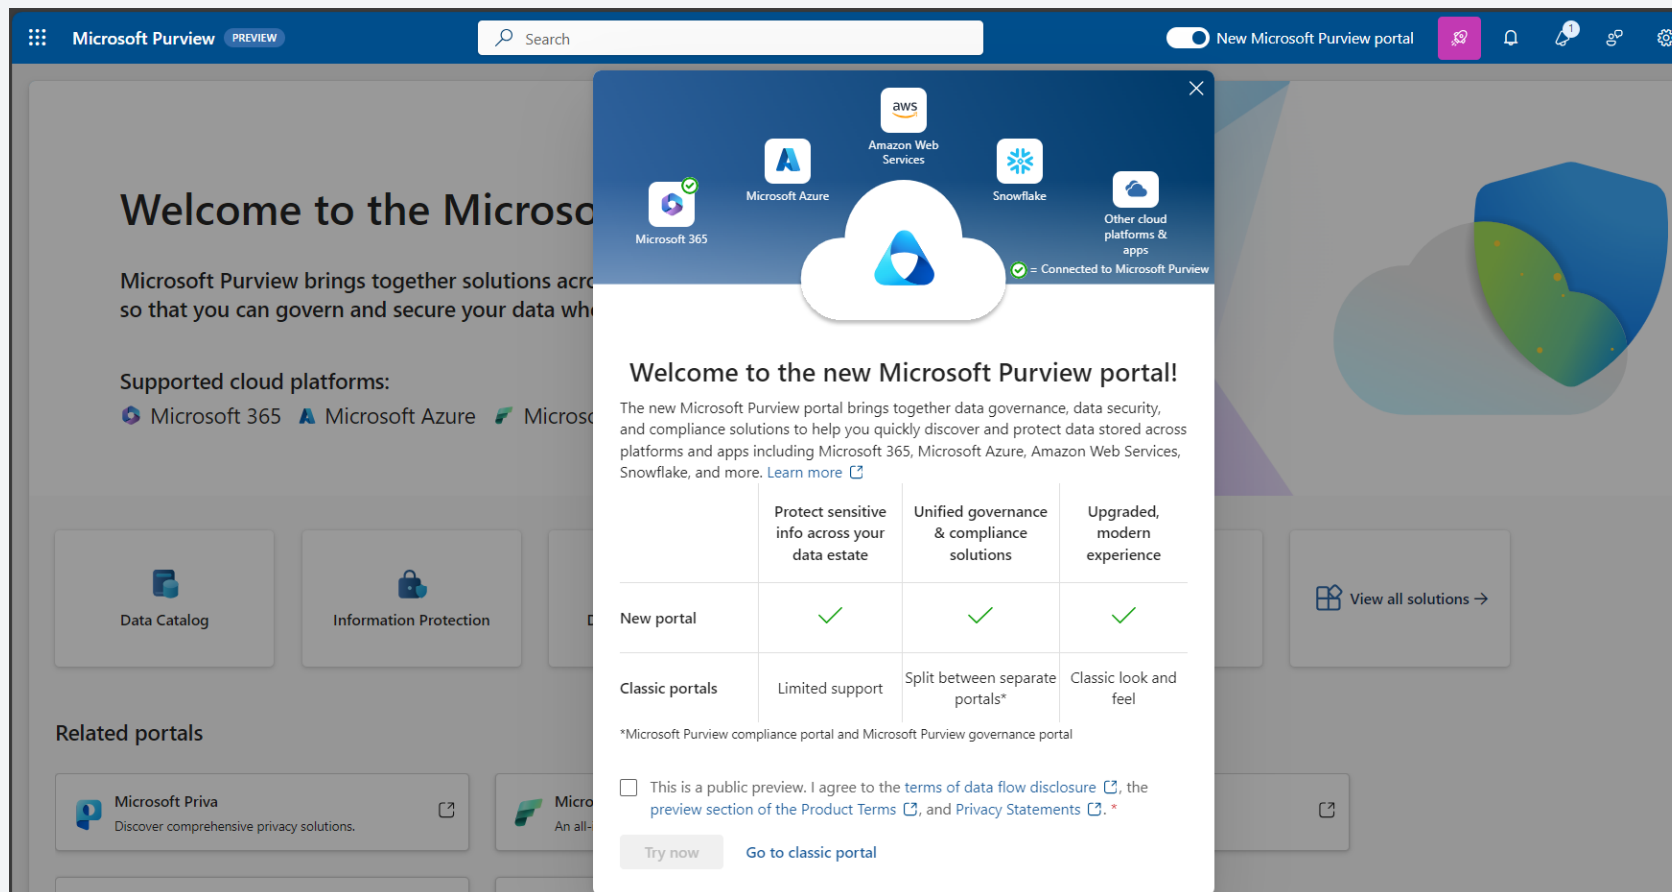 Microsoft Purview PREVIEW
Search
New Microsoft Purview portal
1
Welcome to the Microso
Microsoft Purview brings together solutions acro
so that you can govern and secure your data whe
Supported cloud platforms:
Microsoft 365 Microsoft Azure Microso
Data Catalog
Information Protection
View all solutions →
Related portals
Microsoft Priva
Discover comprehensive privacy solutions.
Micro
An all-i
aws
Amazon Web
Services
Microsoft Azure
Snowflake
Microsoft 365
Other cloud
platforms &
apps
= Connected to Microsoft Purview
Welcome to the new Microsoft Purview portal!
The new Microsoft Purview portal brings together data governance, data security,
and compliance solutions to help you quickly discover and protect data stored across
platforms and apps including Microsoft 365, Microsoft Azure, Amazon Web Services,
Snowflake, and more. Learn more
Protect sensitive
info across your
data estate
Unified governance
& compliance
solutions
Upgraded,
modern
experience
New portal
Classic portals
Limited support
Split between separate
portals*
Classic look and
feel
*Microsoft Purview compliance portal and Microsoft Purview governance portal
This is a public preview. I agree to the terms of data flow disclosure , the
preview section of the Product Terms , and Privacy Statements . *
Try now
Go to classic portal